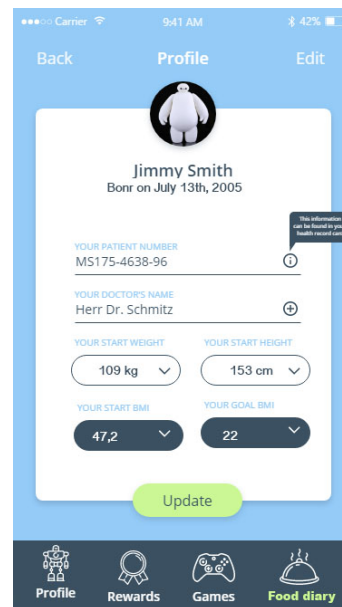 Carrier 9:41 AM 42%
Back Profile Edit
Jimmy Smith
Bonr on July 13th, 2005
This information
can be found in you
health record card
YOUR PATIENT NUMBER
MS175-4638-96
YOUR DOCTOR'S NAME
Herr Dr. Schmitz
YOUR START WEIGHT YOUR START HEIGHT
109 kg 153 cm
YOUR START BMI YOUR GOAL BMI
47,2 22
Update
Profile Rewards Games Food diary